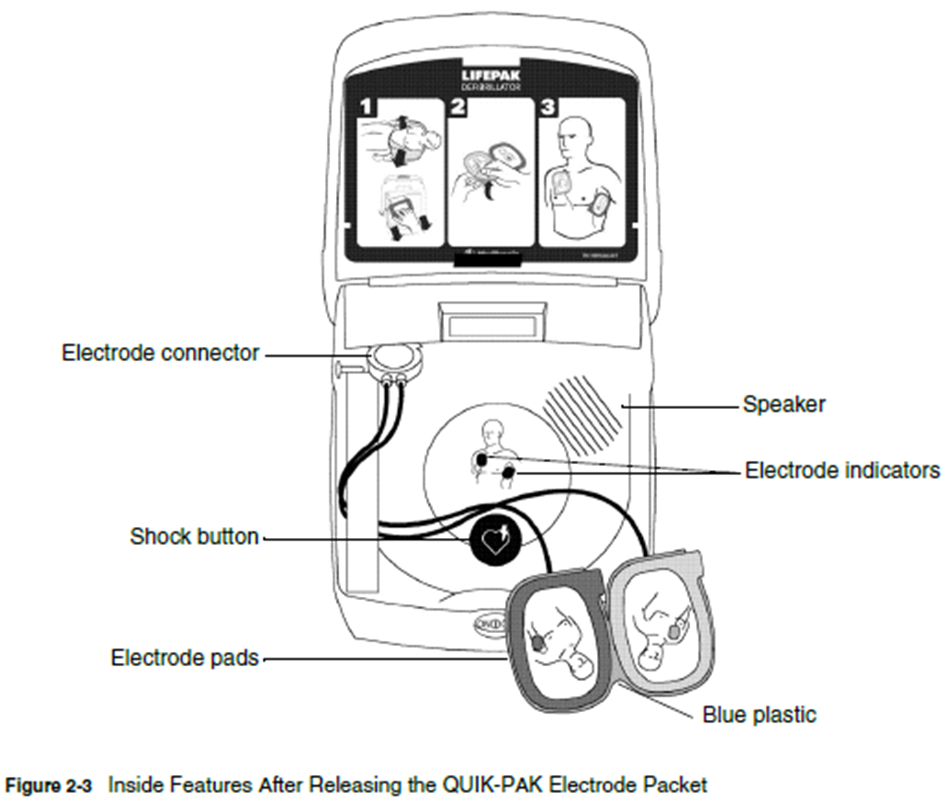 LIFEPAK
DEFIBRILLATOR
1
2
3
Electrode connector
Speaker
Electrode indicators
Shock button
Electrode pads
Blue plastic
Figure 2-3 Inside Features After Releasing the QUIK-PAK Electrode Packet